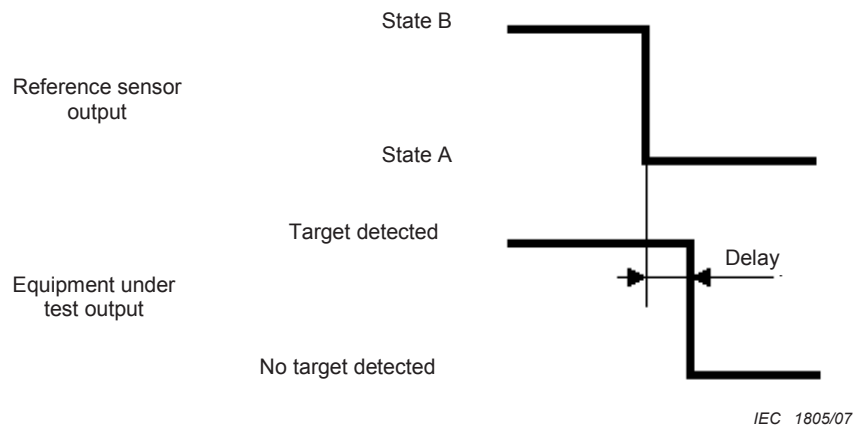 State B
Reference sensor
output
State A
Target detected
Delay
Equipment under
test output
No target detected
IEC 1805/07